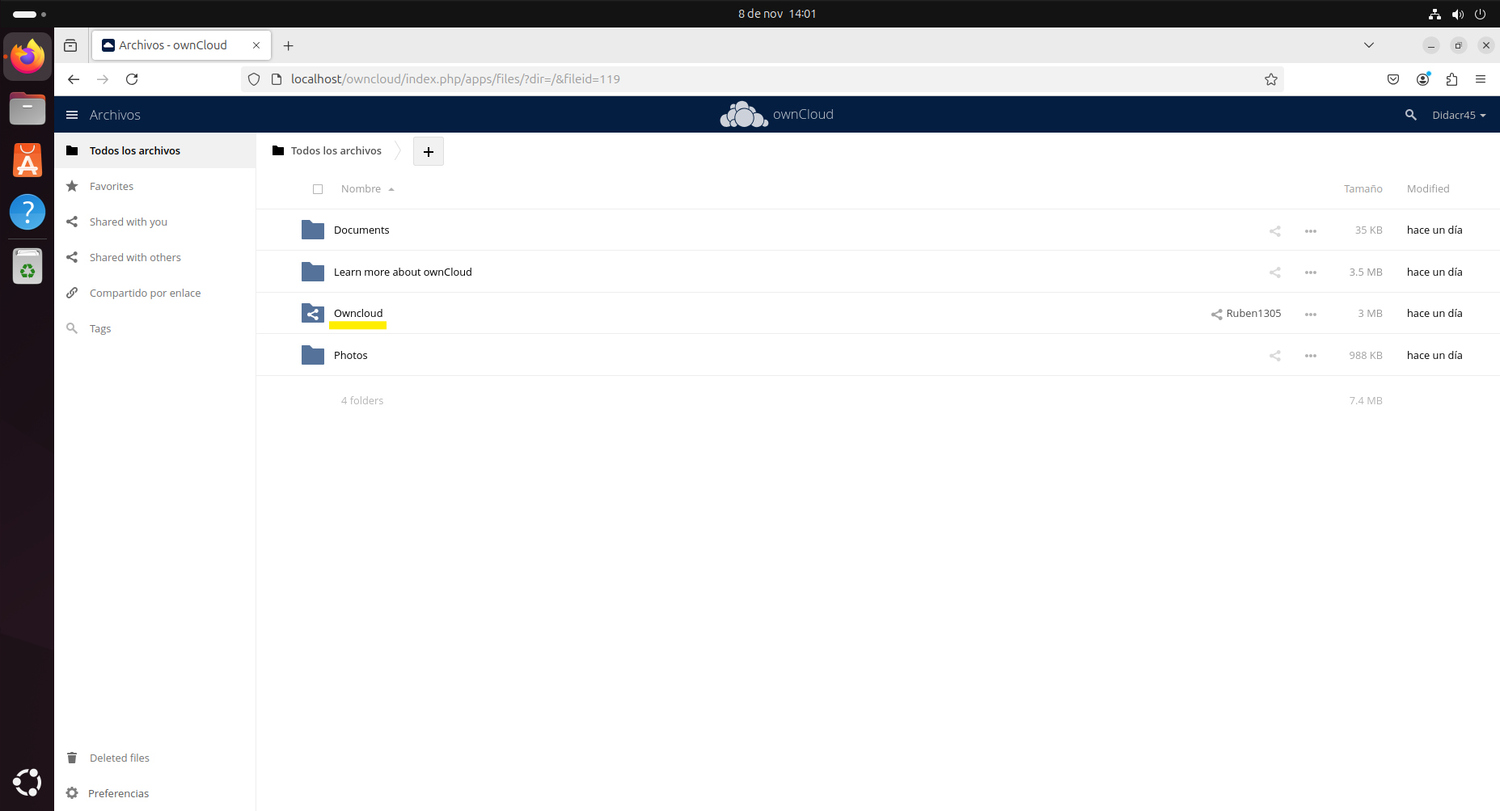 8 de nov 14:01
Archivos - ownCloud
localhost/owncloud/index.php/apps/files/?dir=/&fileid=119
Archivos
ownCloud
Didacr45
Todos los archivos
Favorites
Shared with you
Shared with others
Compartido por enlace
Tags
Deleted files
Preferencias
Todos los archivos
+
Nombre Tamaño Modified
Documents 35 KB hace un día
Learn more about ownCloud 3.5 MB hace un día
Owncloud Ruben1305 3 MB hace un día
Photos 988 KB hace un día
4 folders 7.4 MB